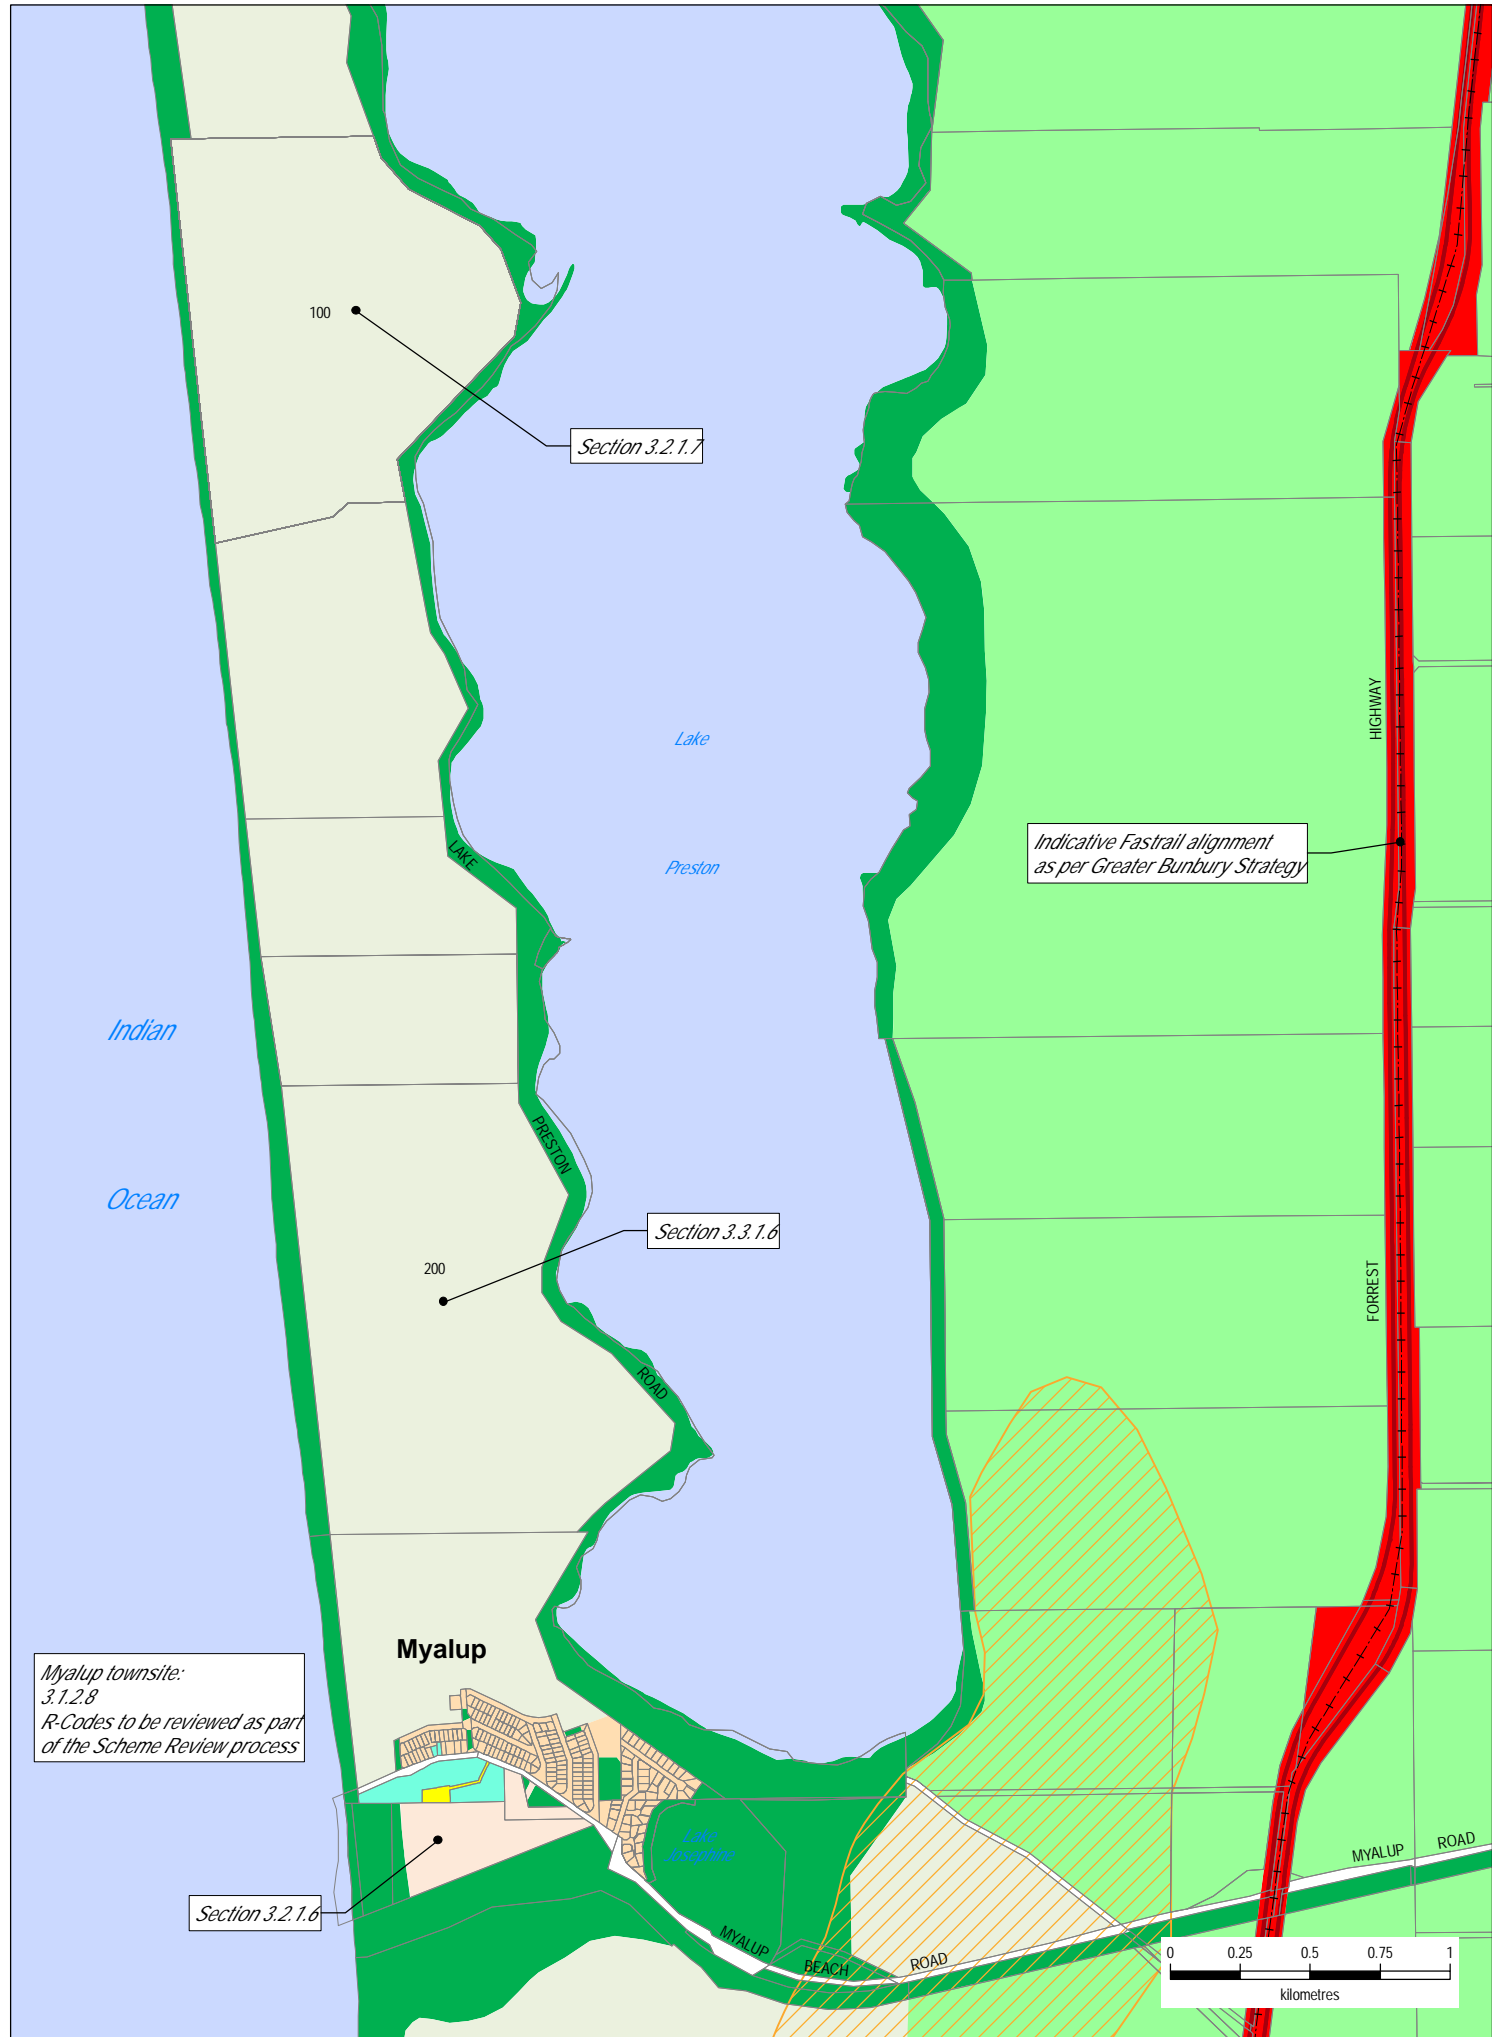 100
Section 3.2.1.7
HIGHWAY
Lake
Indicative Fastrail alignment
as per Greater Bunbury Strategy
LAKE
Preston
Indian
PRESTON
Ocean
Section 3.3.1.6
200
FORREST
ROAD
Myalup
Myalup townsite:
3.1.2.8
R-Codes to be reviewed as part
of the Scheme Review process
Lake
Josephine
MYALUP ROAD
Section 3.2.1.6
MYALUP BEACH ROAD
0 0.25 0.5 0.75 1
kilometres